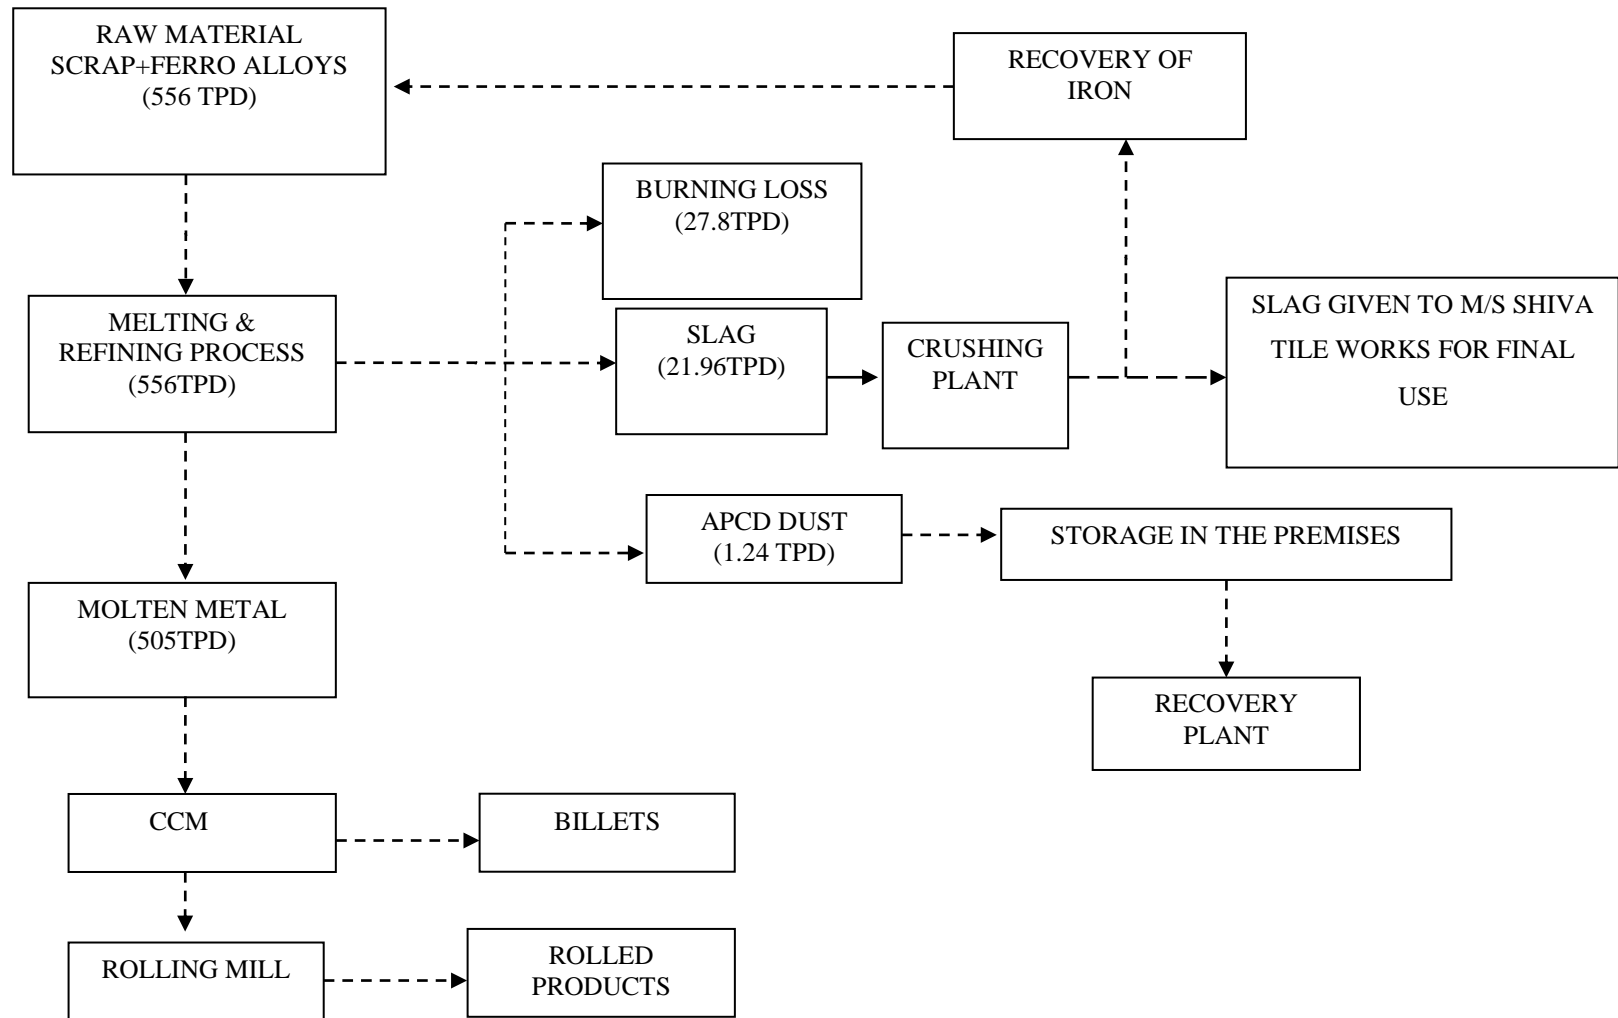 RAW MATERIAL
SCRAP+FERRO ALLOYS
(556 TPD)
RECOVERY OF
IRON
BURNING LOSS
(27.8TPD)
MELTING &
REFINING PROCESS
(556TPD)
SLAG
(21.96TPD)
CRUSHING
PLANT
SLAG GIVEN TO M/S SHIVA
TILE WORKS FOR FINAL
USE
APCD DUST
(1.24 TPD)
STORAGE IN THE PREMISES
MOLTEN METAL
(505TPD)
RECOVERY
PLANT
CCM
BILLETS
ROLLING MILL
ROLLED
PRODUCTS